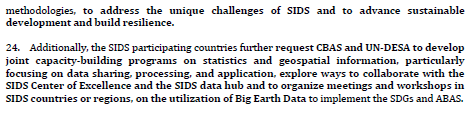 methodologies, to address the unique challenges of SIDS and to advance sustainable
development and build resilience.
24. Additionally, the SIDS participating countries further request CBAS and UN-DESA to develop
joint capacity-building programs on statistics and geospatial information, particularly
focusing on data sharing, processing, and application, explore ways to collaborate with the
SIDS Center of Excellence and the SIDS data hub and to organize meetings and workshops in
SIDS countries or regions, on the utilization of Big Earth Data to implement the SDGs and ABAS.